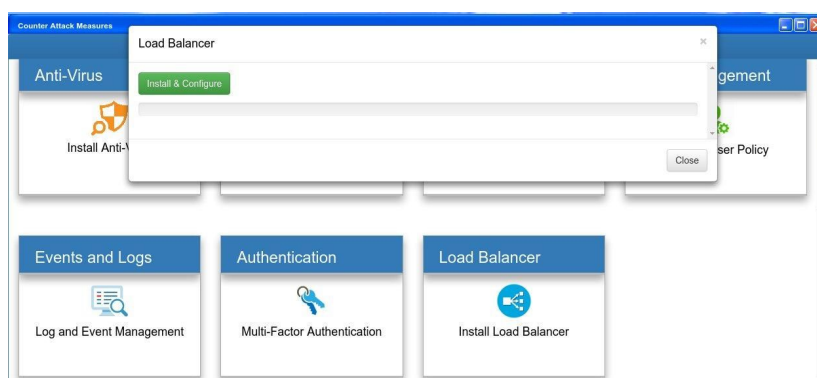 Counter Attack Measures
Load Balancer
×
Install & Configure
Close
Anti-Virus
gement
Install Anti-V
ser Policy
Events and Logs
Authentication
Load Balancer
Log and Event Management
Multi-Factor Authentication
Install Load Balancer